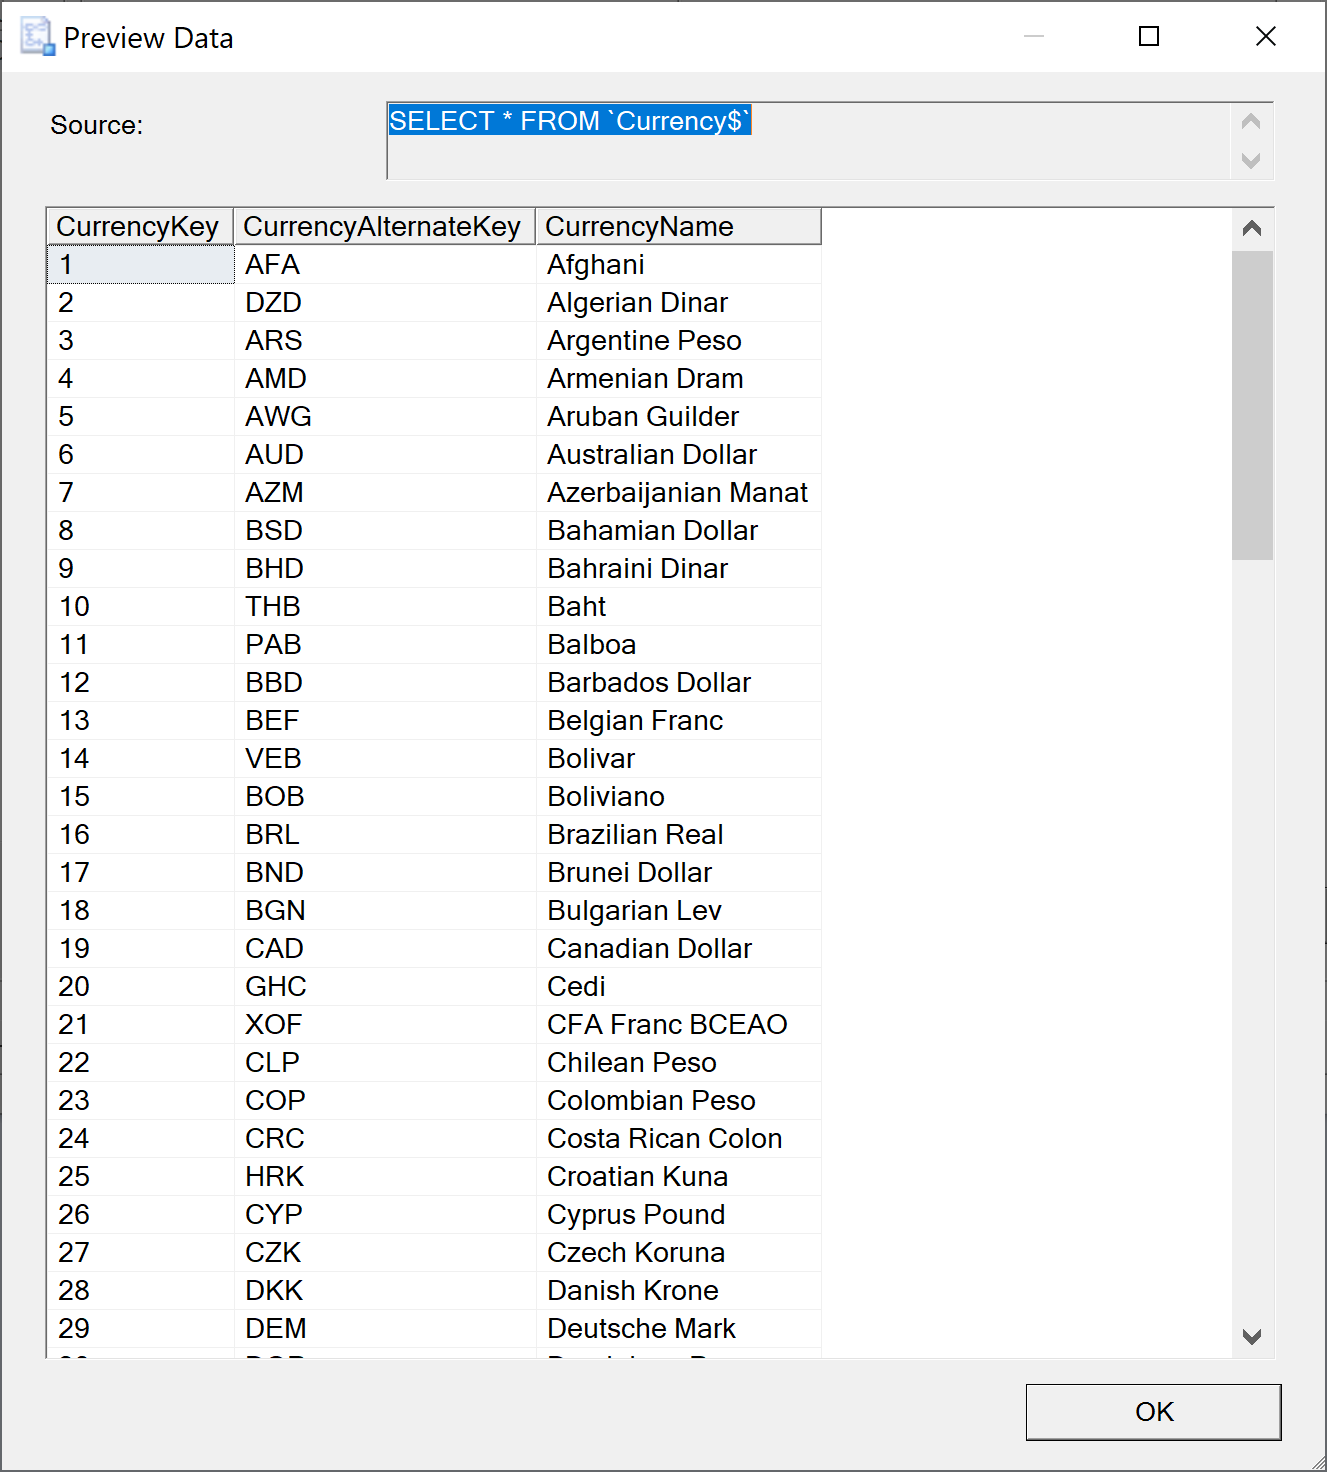 Preview Data
Source:
SELECT * FROM `Currency$`
CurrencyKey CurrencyAlternateKey CurrencyName
1 AFA Afghani
2 DZD Algerian Dinar
3 ARS Argentine Peso
4 AMD Armenian Dram
5 AWG Aruban Guilder
6 AUD Australian Dollar
7 AZM Azerbaijanian Manat
8 BSD Bahamian Dollar
9 BHD Bahraini Dinar
10 THB Baht
11 PAB Balboa
12 BBD Barbados Dollar
13 BEF Belgian Franc
14 VEB Bolivar
15 BOB Boliviano
16 BRL Brazilian Real
17 BND Brunei Dollar
18 BGN Bulgarian Lev
19 CAD Canadian Dollar
20 GHC Cedi
21 XOF CFA Franc BCEAO
22 CLP Chilean Peso
23 COP Colombian Peso
24 CRC Costa Rican Colon
25 HRK Croatian Kuna
26 CYP Cyprus Pound
27 CZK Czech Koruna
28 DKK Danish Krone
29 DEM Deutsche Mark
OK